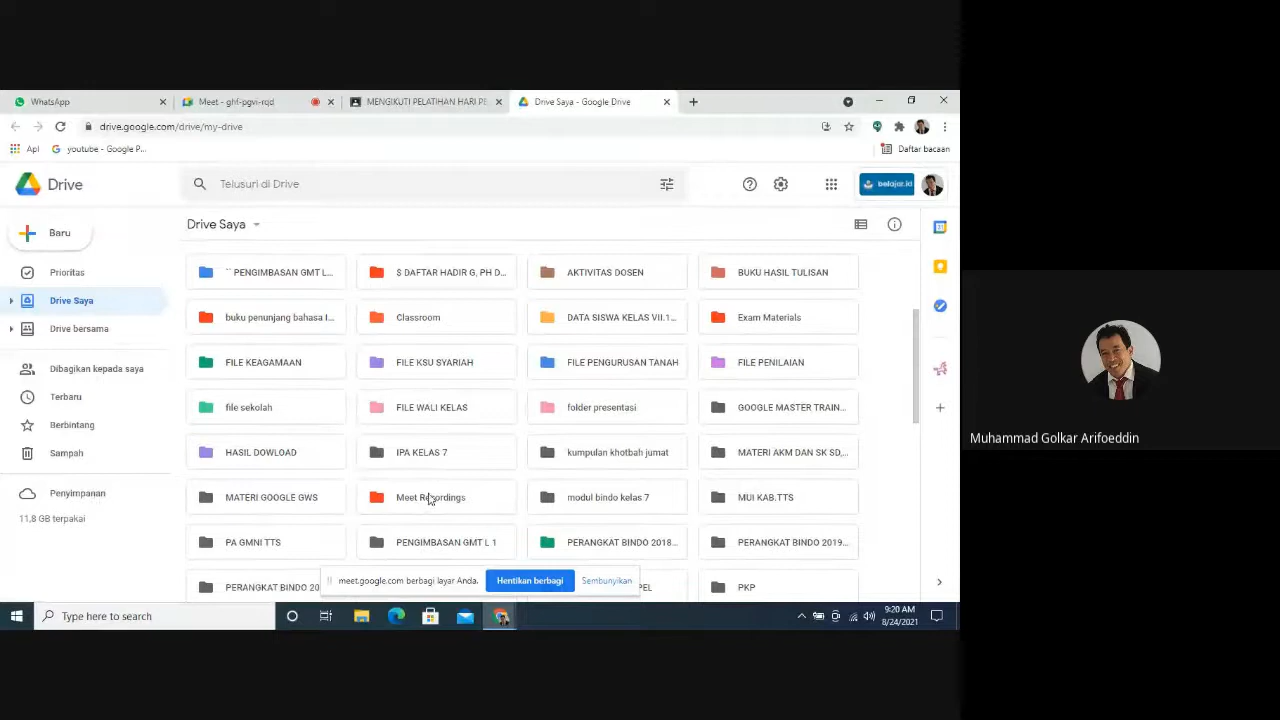 WhatsApp
Meet - ghf-pgvi-rqd
MENGIKUTI PELATIHAN HARI PE
Drive Saya - Google Drive
drive.google.com/drive/my-drive
Apl
youtube - Google P...
Daftar bacaan
Drive
Telusuri di Drive
belajar.id
Baru
Drive Saya
Prioritas
Drive Saya
Drive bersama
Dibagikan kepada saya
Terbaru
Berbintang
Sampah
Penyimpanan
11,8 GB terpakai
`` PENGIMBASAN GMT L...
S DAFTAR HADIR G, PH D...
AKTIVITAS DOSEN
BUKU HASIL TULISAN
buku penunjang bahasa I...
Classroom
DATA SISWA KELAS VII.1...
Exam Materials
FILE KEAGAMAAN
FILE KSU SYARIAH
FILE PENGURUSAN TANAH
FILE PENILAIAN
file sekolah
FILE WALI KELAS
folder presentasi
GOOGLE MASTER TRAIN...
HASIL DOWLOAD
IPA KELAS 7
kumpulan khotbah jumat
MATERI AKM DAN SK SD,...
MATERI GOOGLE GWS
Meet Recordings
modul bindo kelas 7
MUI KAB.TTS
PA GMNI TTS
PENGIMBASAN GMT L 1
PERANGKAT BINDO 2018...
PERANGKAT BINDO 2019...
PERANGKAT BINDO 20
PEL
PKP
meet.google.com berbagi layar Anda.
Hentikan berbagi
Sembunyikan
Type here to search
9:20 AM
8/24/2021
Muhammad Golkar Arifoeddin